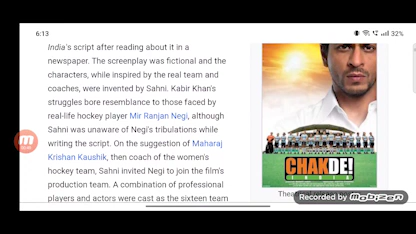 6:13
31%
India's script after reading about it in a
newspaper. The screenplay was fictional and the
characters, while inspired by the real team and
coaches, were invented by Sahni. Kabir Khan's
struggles bore resemblance to those faced by
real-life hockey player Mir Ranjan Negi, although
Sahni was unaware of Negi's tribulations while
writing the script. On the suggestion of Maharaj
Krishan Kaushik, then coach of the women's
hockey team, Sahni invited Negi to join the film's
production team. A combination of professional
players and actors were cast as the sixteen team
CHAKDE!
INDIA
Recorded by Mobizen